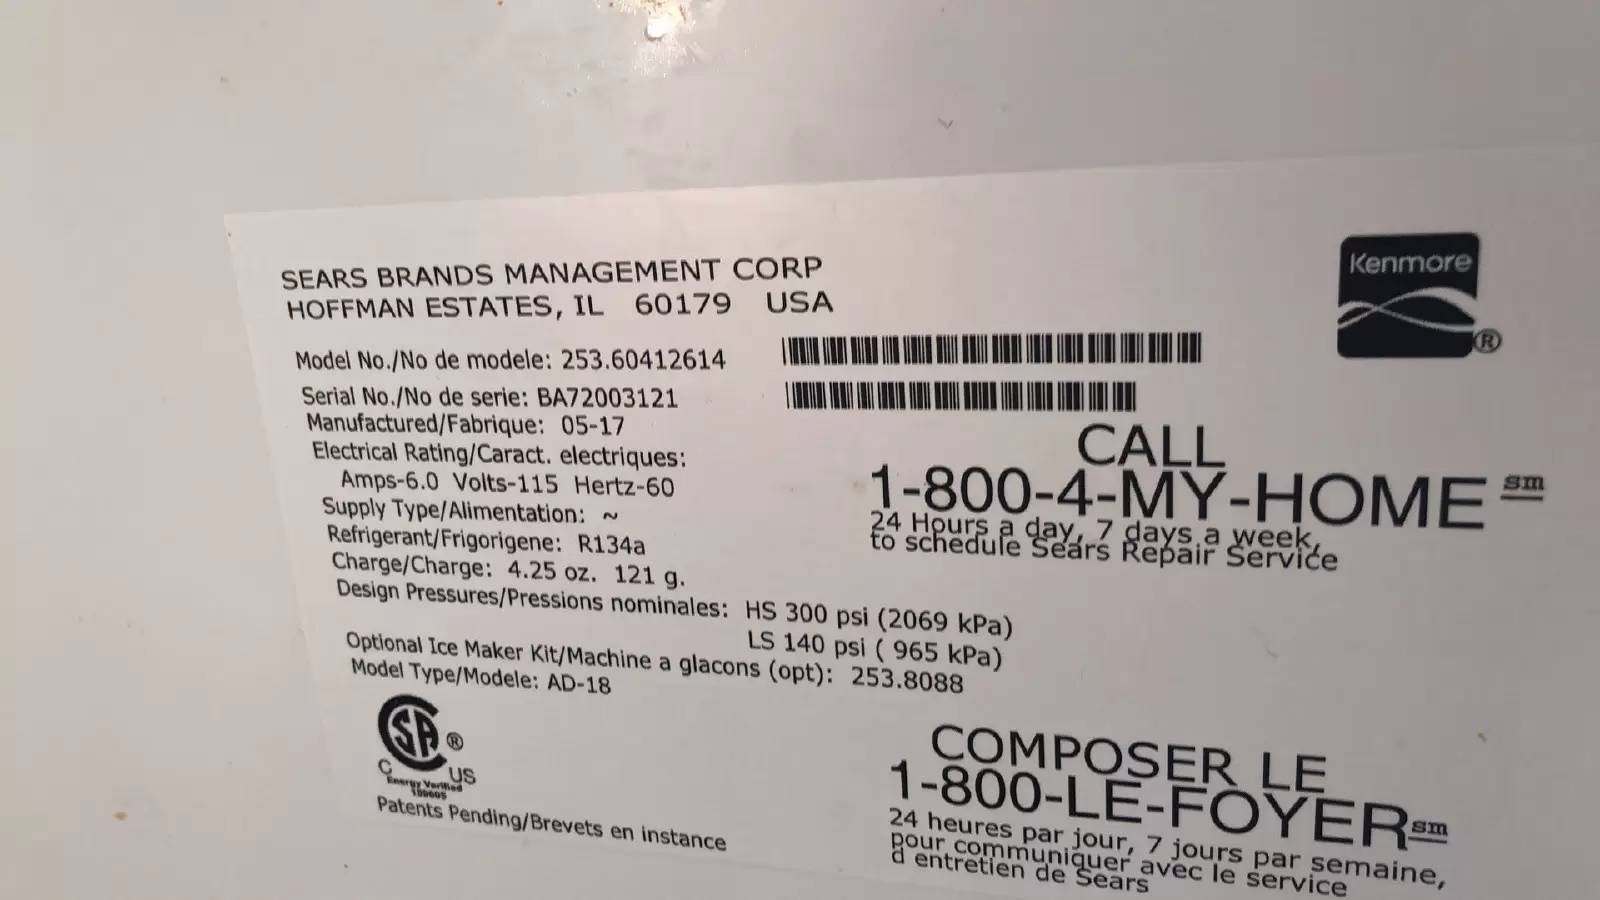 SEARS BRANDS MANAGEMENT CORP
HOFFMAN ESTATES, IL 60179 USA
Kenmore
®
Model No./No de modele: 253.60412614
Serial No./No de serie: BA72003121
Manufactured/Fabrique: 05-17
Electrical Rating/Caract. electriques:
Amps-6.0 Volts-115 Hertz-60
Supply Type/Alimentation: ~
Refrigerant/Frigorigene: R134a
Charge/Charge: 4.25 oz. 121 g.
Design Pressures/Pressions nominales: HS 300 psi (2069 kPa)
LS 140 psi ( 965 kPa)
Optional Ice Maker Kit/Machine a glacons (opt): 253.8088
Model Type/Modele: AD-18
CALL
1-800-4-MY-HOME sm
24 Hours a day, 7 days a week,
to schedule Sears Repair Service
SA ®
C US
Energy Verified
Patents Pending/Brevets en instance
COMPOSER LE
1-800-LE-FOYER sm
24 heures par jour, 7 jours par semaine,
pour communiquer avec le service
d entretien de Sears